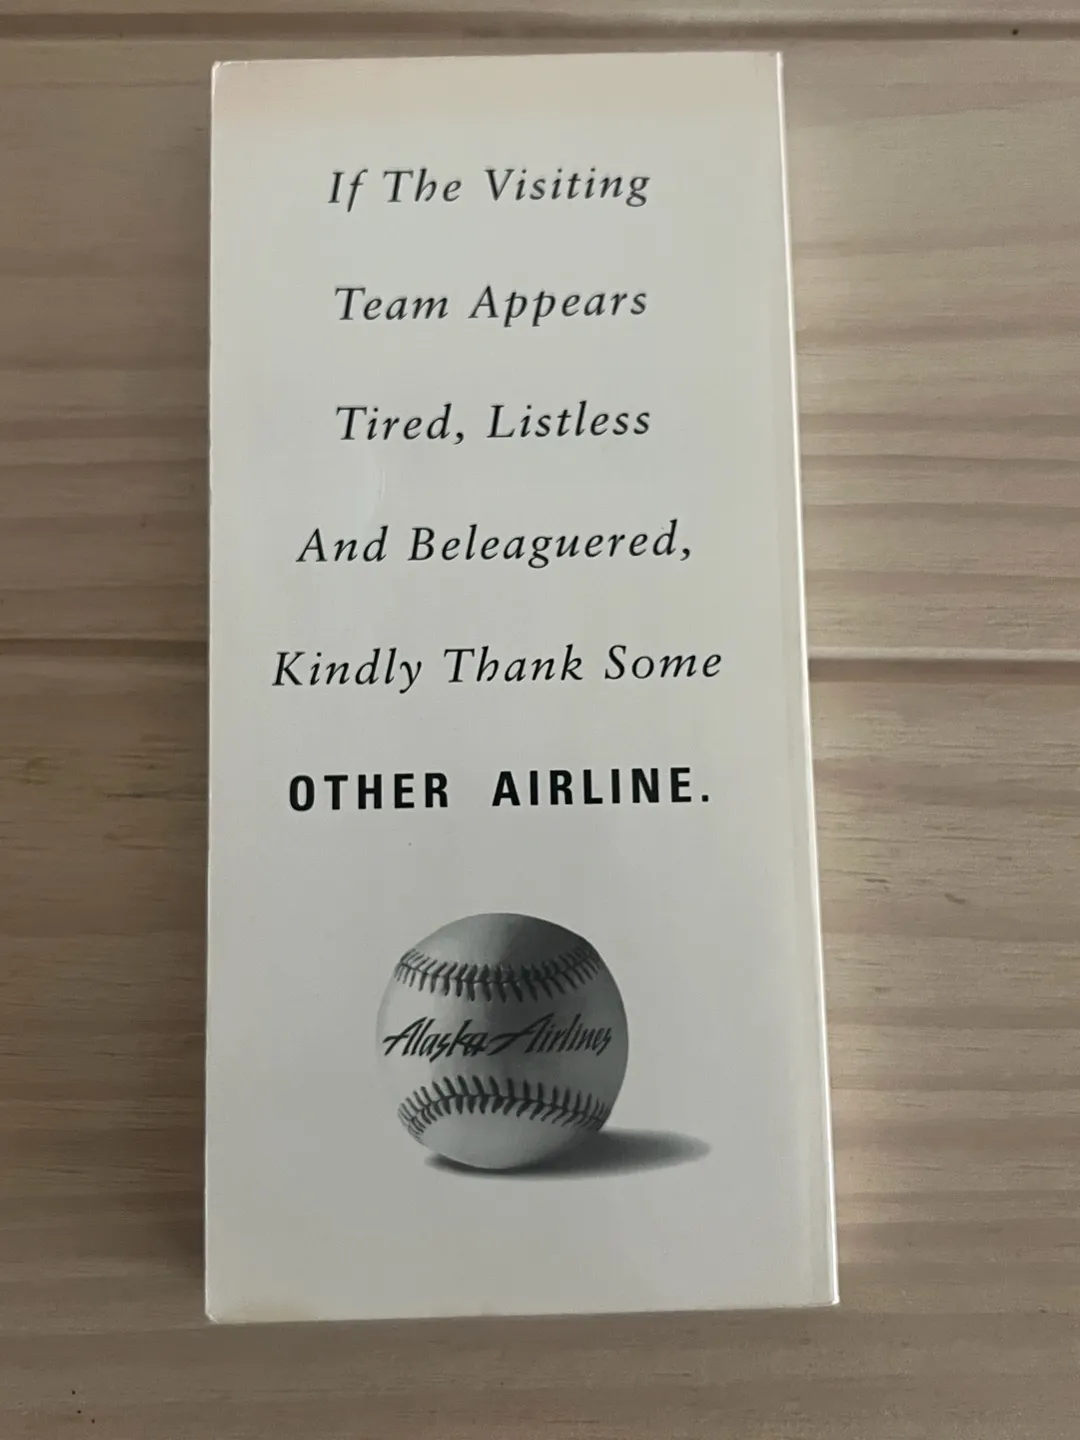 If The Visiting
Team Appears
Tired, Listless
And Beleaguered,
Kindly Thank Some
OTHER AIRLINE.
Alaska Airlines